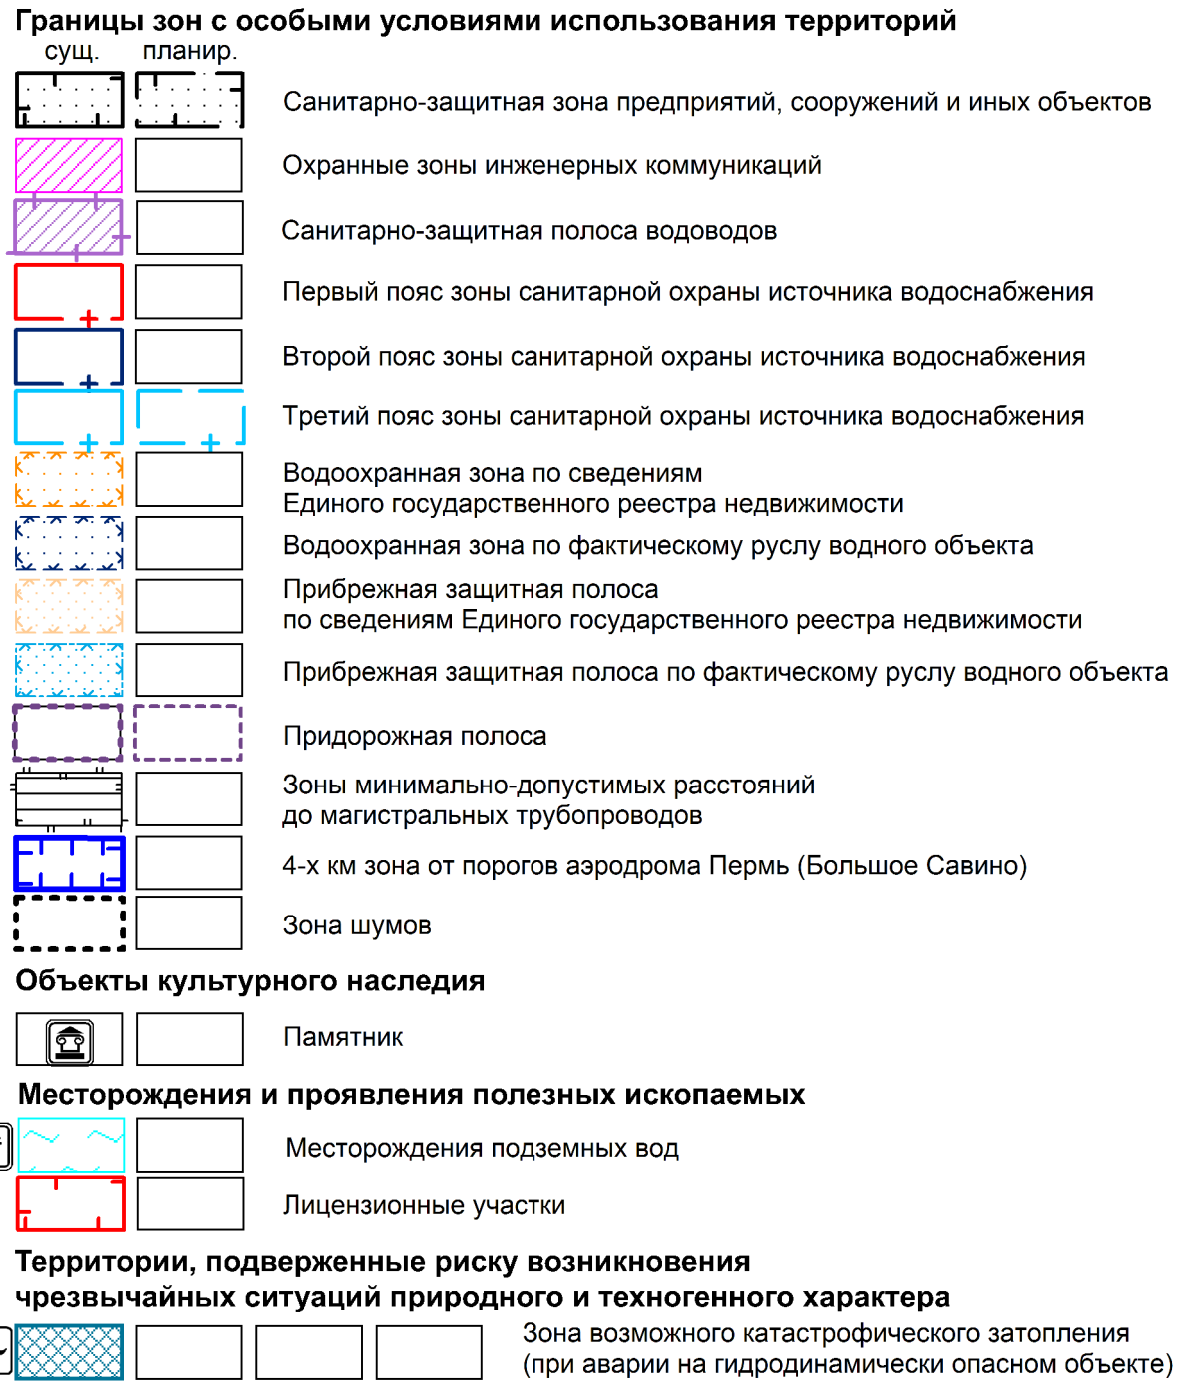 Границы зон с особыми условиями использования территорий
сущ. планир.
Санитарно-защитная зона предприятий, сооружений и иных объектов
Охранные зоны инженерных коммуникаций
Санитарно-защитная полоса водоводов
Первый пояс зоны санитарной охраны источника водоснабжения
Второй пояс зоны санитарной охраны источника водоснабжения
Третий пояс зоны санитарной охраны источника водоснабжения
Водоохранная зона по сведениям
Единого государственного реестра недвижимости
Водоохранная зона по фактическому руслу водного объекта
Прибрежная защитная полоса
по сведениям Единого государственного реестра недвижимости
Прибрежная защитная полоса по фактическому руслу водного объекта
Придорожная полоса
Зоны минимально-допустимых расстояний
до магистральных трубопроводов
4-х км зона от порогов аэродрома Пермь (Большое Савино)
Зона шумов
Объекты культурного наследия
Памятник
Месторождения и проявления полезных ископаемых
Месторождения подземных вод
Лицензионные участки
Территории, подверженные риску возникновения
чрезвычайных ситуаций природного и техногенного характера
Зона возможного катастрофического затопления
(при аварии на гидродинамически опасном объекте)